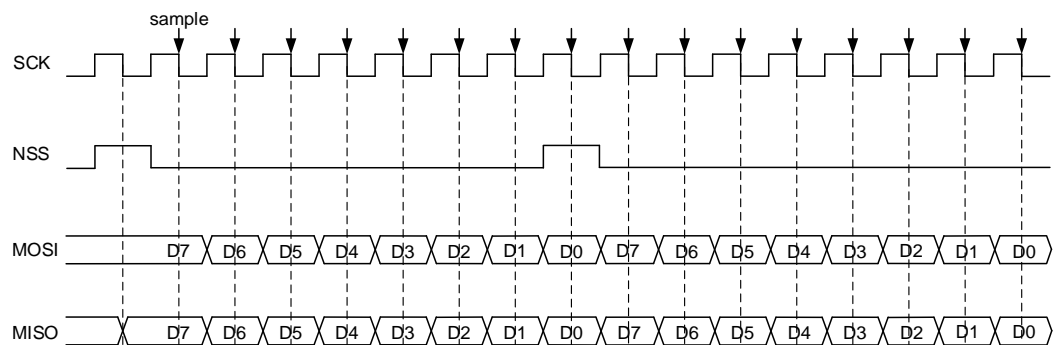 sample
SCK
NSS
MOSI D7 D6 D5 D4 D3 D2 D1 D0 D7 D6 D5 D4 D3 D2 D1 D0
MISO D7 D6 D5 D4 D3 D2 D1 D0 D7 D6 D5 D4 D3 D2 D1 D0